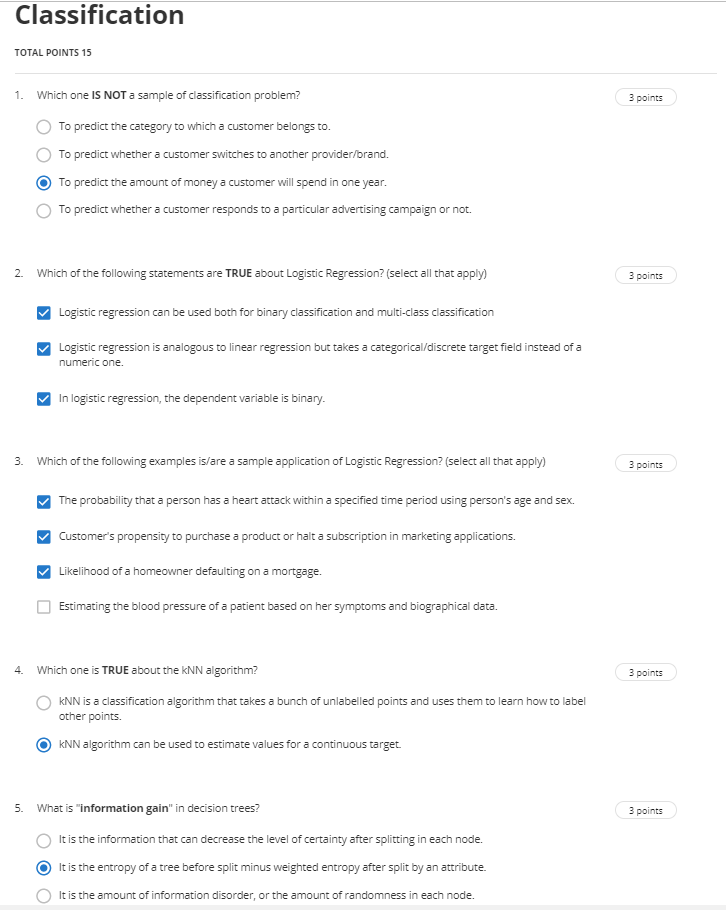 Classification
TOTAL POINTS 15
1. Which one IS NOT a sample of classification problem?
3 points
To predict the category to which a customer belongs to.
To predict whether a customer switches to another provider/brand.
To predict the amount of money a customer will spend in one year.
To predict whether a customer responds to a particular advertising campaign or not.
2. Which of the following statements are TRUE about Logistic Regression? (select all that apply)
3 points
Logistic regression can be used both for binary classification and multi-class classification
Logistic regression is analogous to linear regression but takes a categorical/discrete target field instead of a
numeric one.
In logistic regression, the dependent variable is binary.
3. Which of the following examples is/are a sample application of Logistic Regression? (select all that apply)
3 points
The probability that a person has a heart attack within a specified time period using person's age and sex.
Customer's propensity to purchase a product or halt a subscription in marketing applications.
Likelihood of a homeowner defaulting on a mortgage.
Estimating the blood pressure of a patient based on her symptoms and biographical data.
4. Which one is TRUE about the kNN algorithm?
3 points
kNN is a classification algorithm that takes a bunch of unlabelled points and uses them to learn how to label
other points.
kNN algorithm can be used to estimate values for a continuous target.
5. What is "information gain" in decision trees?
3 points
It is the information that can decrease the level of certainty after splitting in each node.
It is the entropy of a tree before split minus weighted entropy after split by an attribute.
It is the amount of information disorder, or the amount of randomness in each node.